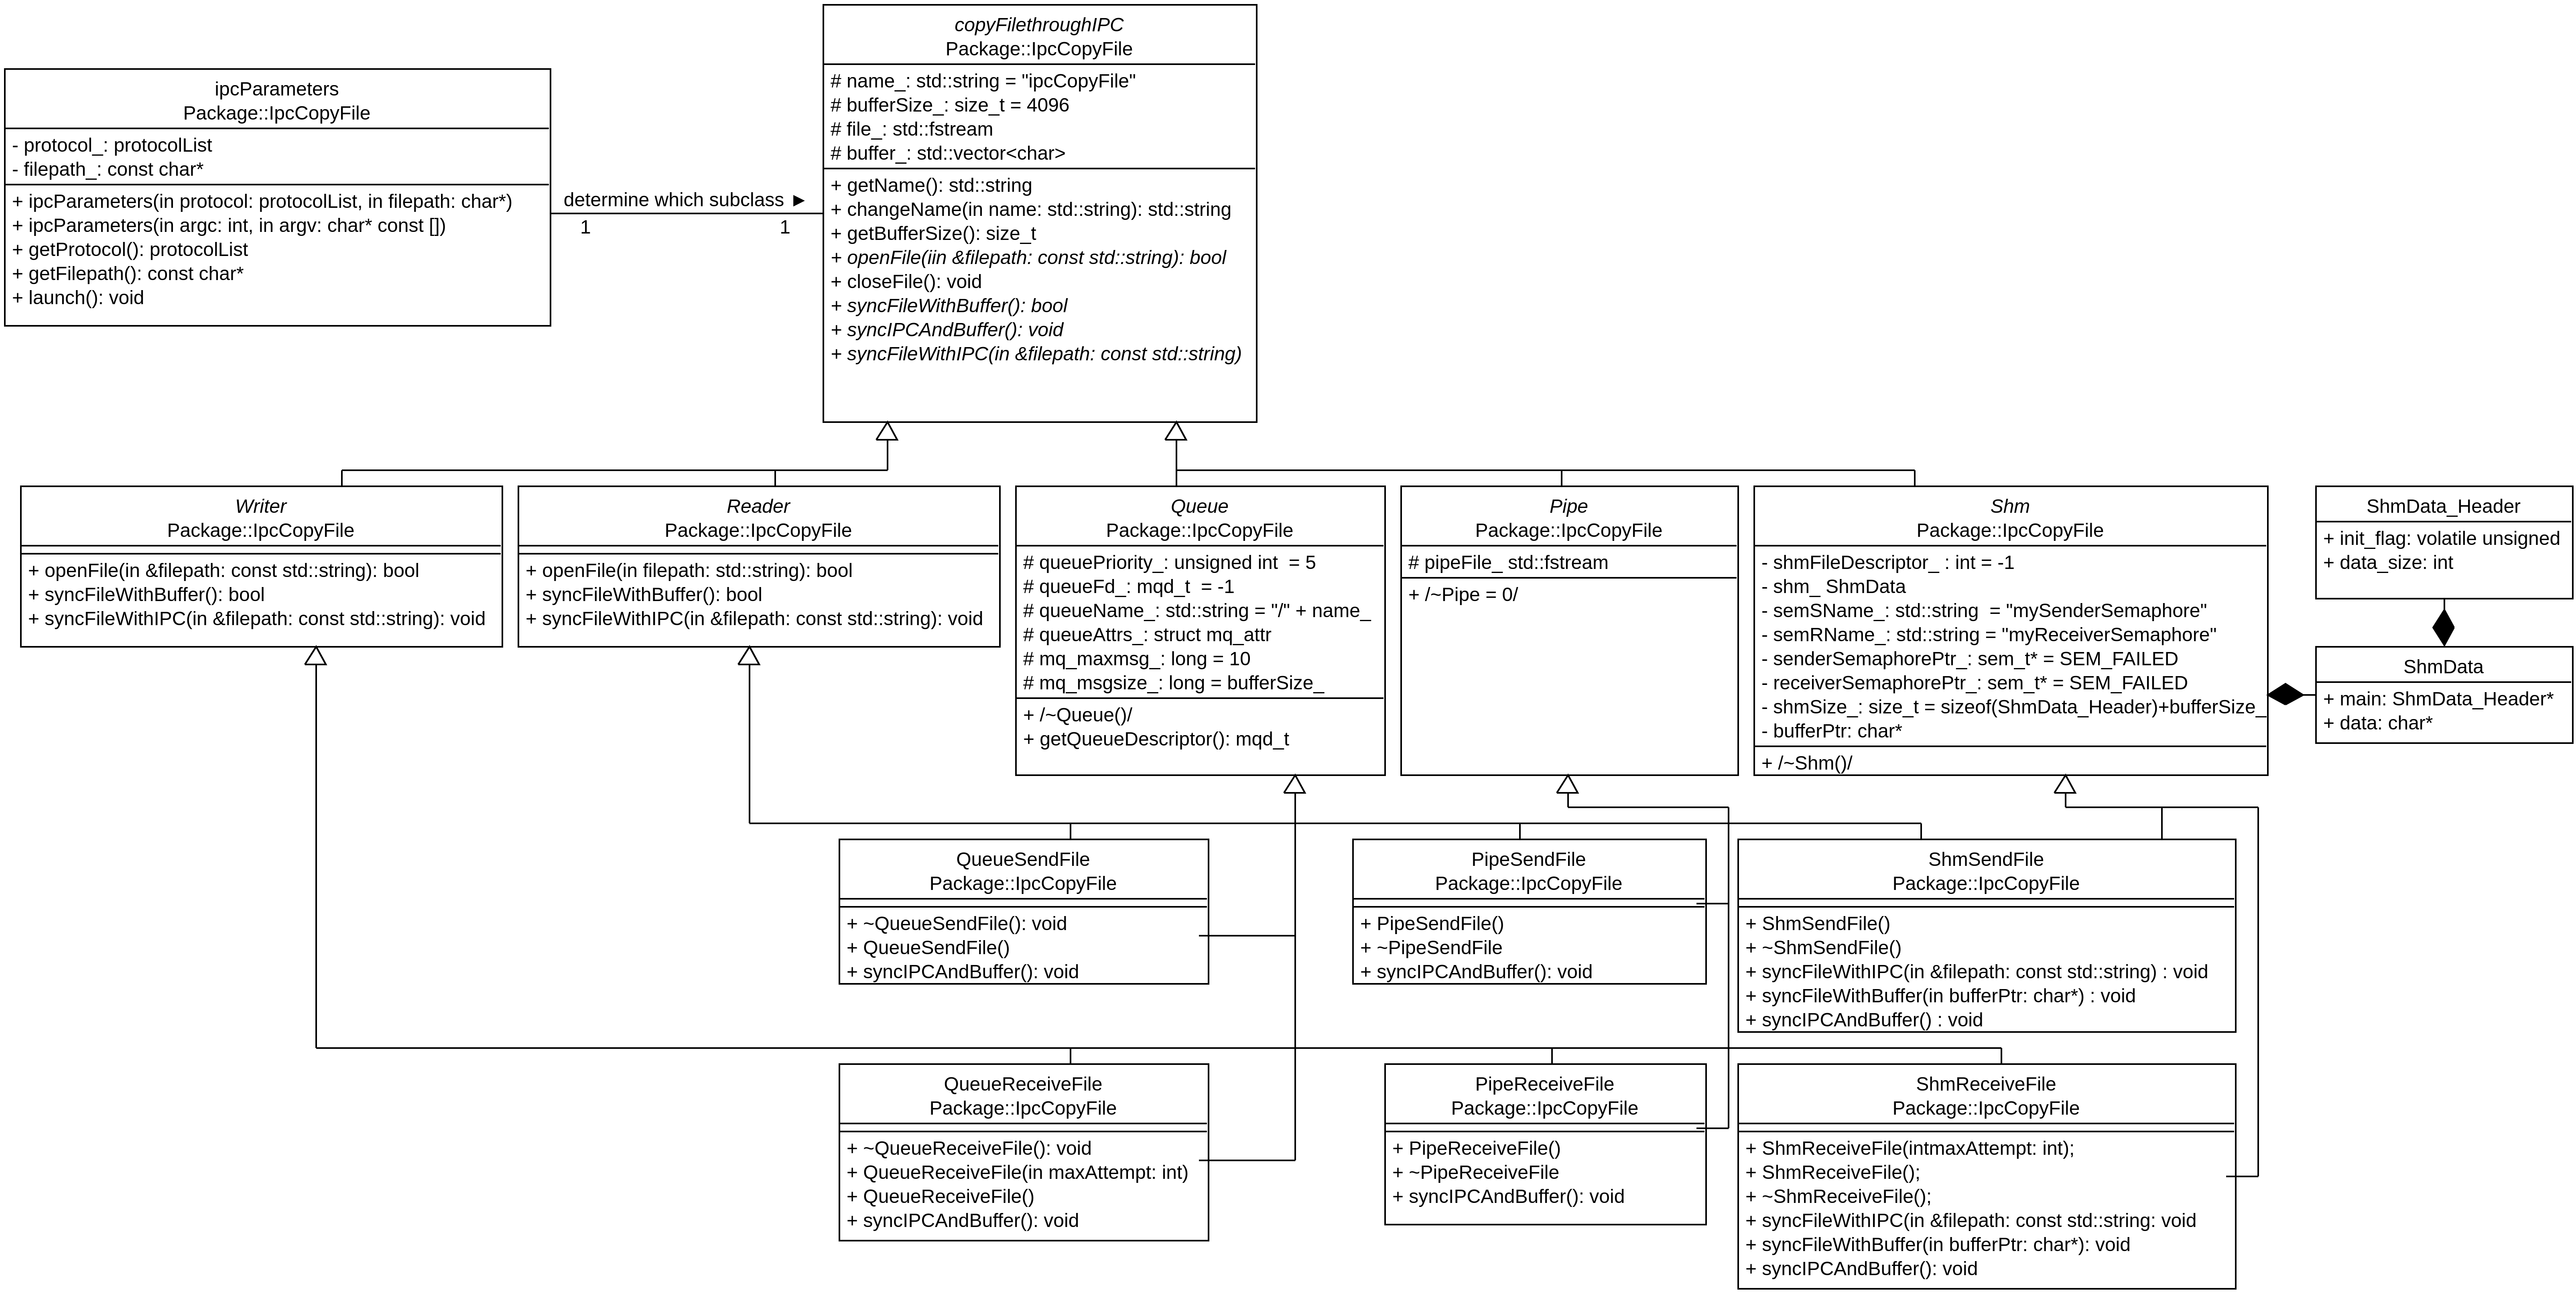 copyFilethroughIPC
Package::IpcCopyFile
# name_: std::string = "ipcCopyFile"
# bufferSize_: size_t = 4096
# file_: std::fstream
# buffer_: std::vector<char>
+ getName(): std::string
+ changeName(in name: std::string): std::string
+ getBufferSize(): size_t
+ openFile(iin &filepath: const std::string): bool
+ closeFile(): void
+ syncFileWithBuffer(): bool
+ syncIPCAndBuffer(): void
+ syncFileWithIPC(in &filepath: const std::string)
ipcParameters
Package::IpcCopyFile
- protocol_: protocolList
- filepath_: const char*
+ ipcParameters(in protocol: protocolList, in filepath: char*)
+ ipcParameters(in argc: int, in argv: char* const [])
+ getProtocol(): protocolList
+ getFilepath(): const char*
+ launch(): void
determine which subclass ►
1
1
Writer
Package::IpcCopyFile
+ openFile(in &filepath: const std::string): bool
+ syncFileWithBuffer(): bool
+ syncFileWithIPC(in &filepath: const std::string): void
Reader
Package::IpcCopyFile
+ openFile(in filepath: std::string): bool
+ syncFileWithBuffer(): bool
+ syncFileWithIPC(in &filepath: const std::string): void
Queue
Package::IpcCopyFile
# queuePriority_: unsigned int  = 5
# queueFd_: mqd_t  = -1
# queueName_: std::string = "/" + name_
# queueAttrs_: struct mq_attr
# mq_maxmsg_: long = 10
# mq_msgsize_: long = bufferSize_
+ /~Queue()/
+ getQueueDescriptor(): mqd_t
Pipe
Package::IpcCopyFile
# pipeFile_ std::fstream
+ /~Pipe = 0/
Shm
Package::IpcCopyFile
- shmFileDescriptor_ : int = -1
- shm_ ShmData
- semSName_: std::string  = "mySenderSemaphore"
- semRName_: std::string = "myReceiverSemaphore"
- senderSemaphorePtr_: sem_t* = SEM_FAILED
- receiverSemaphorePtr_: sem_t* = SEM_FAILED
- shmSize_: size_t = sizeof(ShmData_Header)+bufferSize_
- bufferPtr: char*
+ /~Shm()/
ShmData_Header
+ init_flag: volatile unsigned
+ data_size: int
ShmData
+ main: ShmData_Header*
+ data: char*
QueueSendFile
Package::IpcCopyFile
+ ~QueueSendFile(): void
+ QueueSendFile()
+ syncIPCAndBuffer(): void
PipeSendFile
Package::IpcCopyFile
+ PipeSendFile()
+ ~PipeSendFile
+ syncIPCAndBuffer(): void
ShmSendFile
Package::IpcCopyFile
+ ShmSendFile()
+ ~ShmSendFile()
+ syncFileWithIPC(in &filepath: const std::string) : void
+ syncFileWithBuffer(in bufferPtr: char*) : void
+ syncIPCAndBuffer() : void
QueueReceiveFile
Package::IpcCopyFile
+ ~QueueReceiveFile(): void
+ QueueReceiveFile(in maxAttempt: int)
+ QueueReceiveFile()
+ syncIPCAndBuffer(): void
PipeReceiveFile
Package::IpcCopyFile
+ PipeReceiveFile()
+ ~PipeReceiveFile
+ syncIPCAndBuffer(): void
ShmReceiveFile
Package::IpcCopyFile
+ ShmReceiveFile(intmaxAttempt: int);
+ ShmReceiveFile();
+ ~ShmReceiveFile();
+ syncFileWithIPC(in &filepath: const std::string: void
+ syncFileWithBuffer(in bufferPtr: char*): void
+ syncIPCAndBuffer(): void